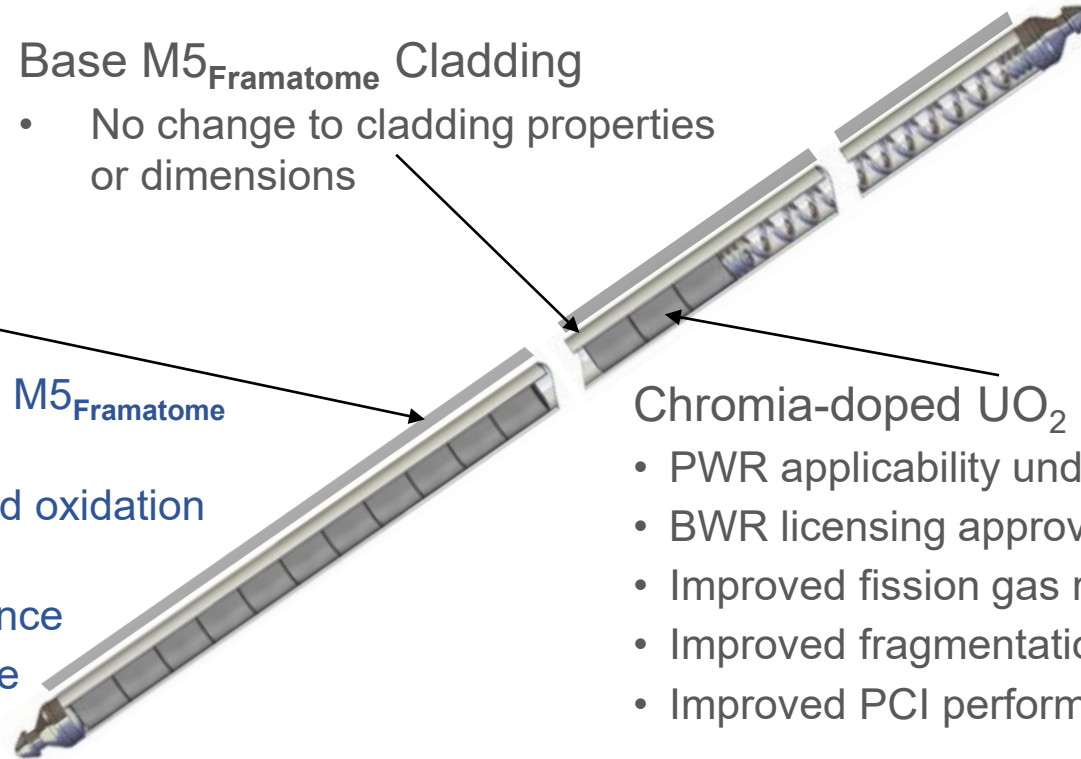 Base M5Framatome Cladding
• No change to cladding properties
or dimensions
M5Framatome
d oxidation
nce
e
Chromia-doped UO₂
• PWR applicability und
• BWR licensing approv
• Improved fission gas r
• Improved fragmentatio
• Improved PCI perform